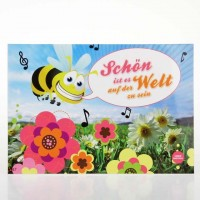 Schön
ist es
auf der Welt
zu sein